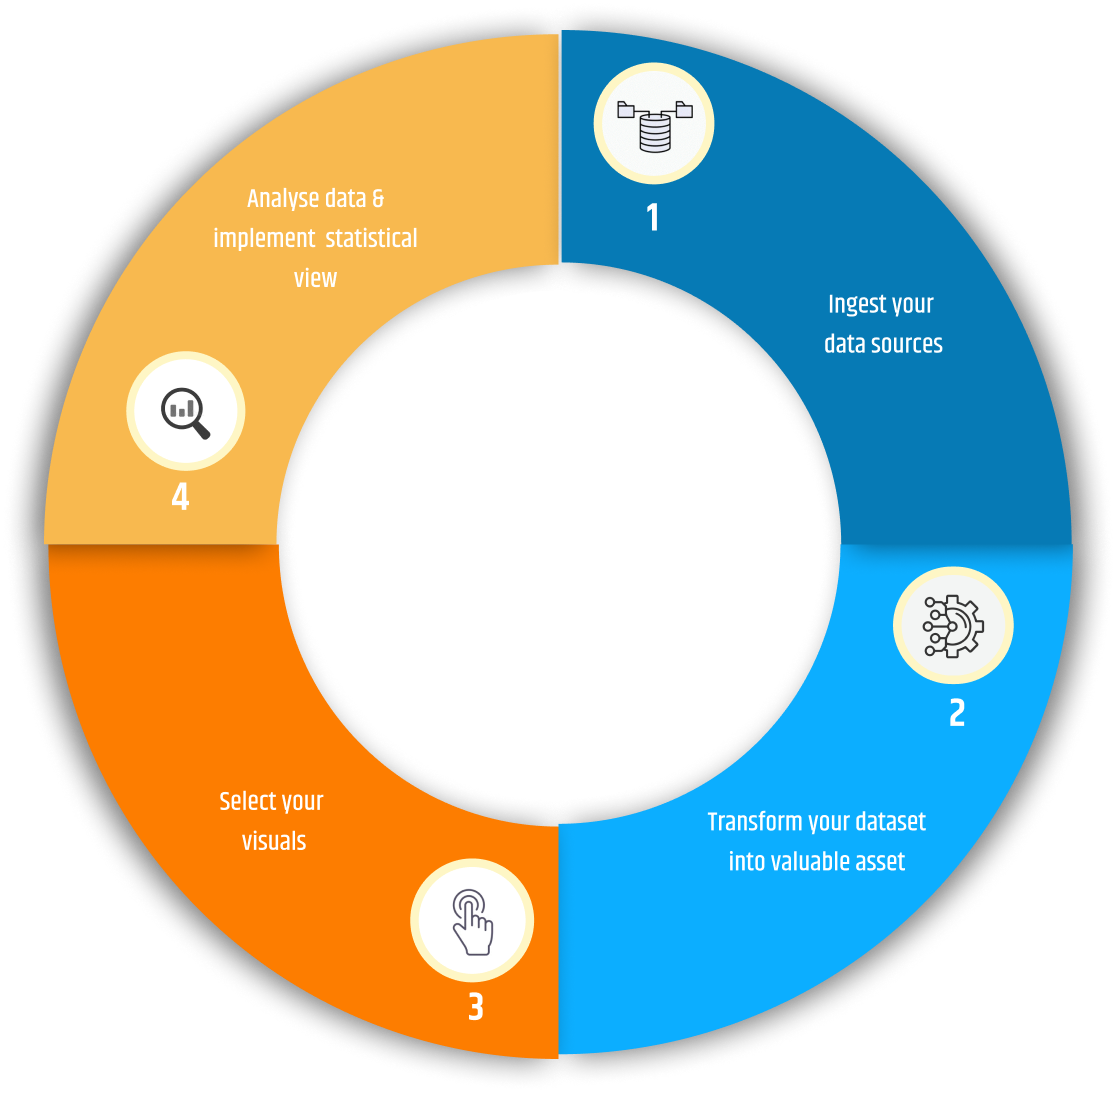 1
Ingest your
data sources
2
Transform your dataset
into valuable asset
3
Select your
visuals
4
Analyse data &
implement statistical
view